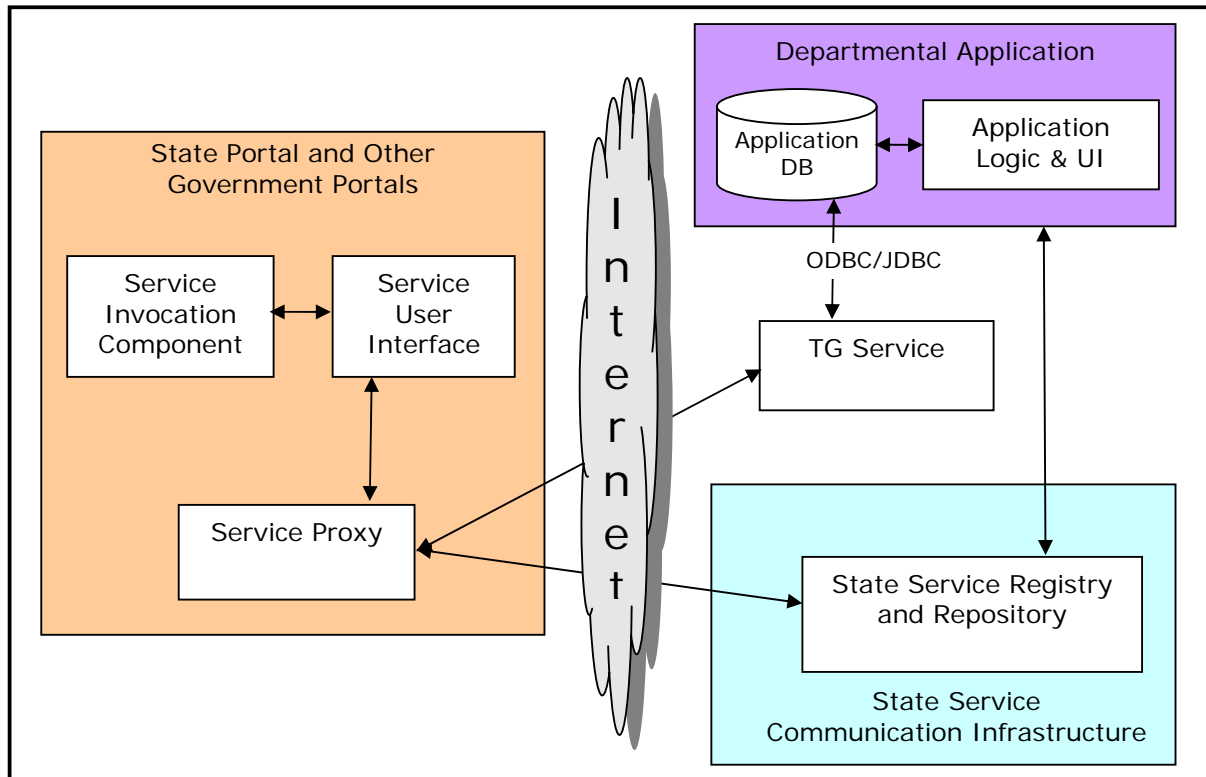 State Portal and Other
Government Portals
Service
Invocation
Component
Service
User
Interface
Service Proxy
Internet
Departmental Application
Application
DB
Application
Logic & UI
ODBC/JDBC
TG Service
State Service Registry
and Repository
State Service
Communication Infrastructure